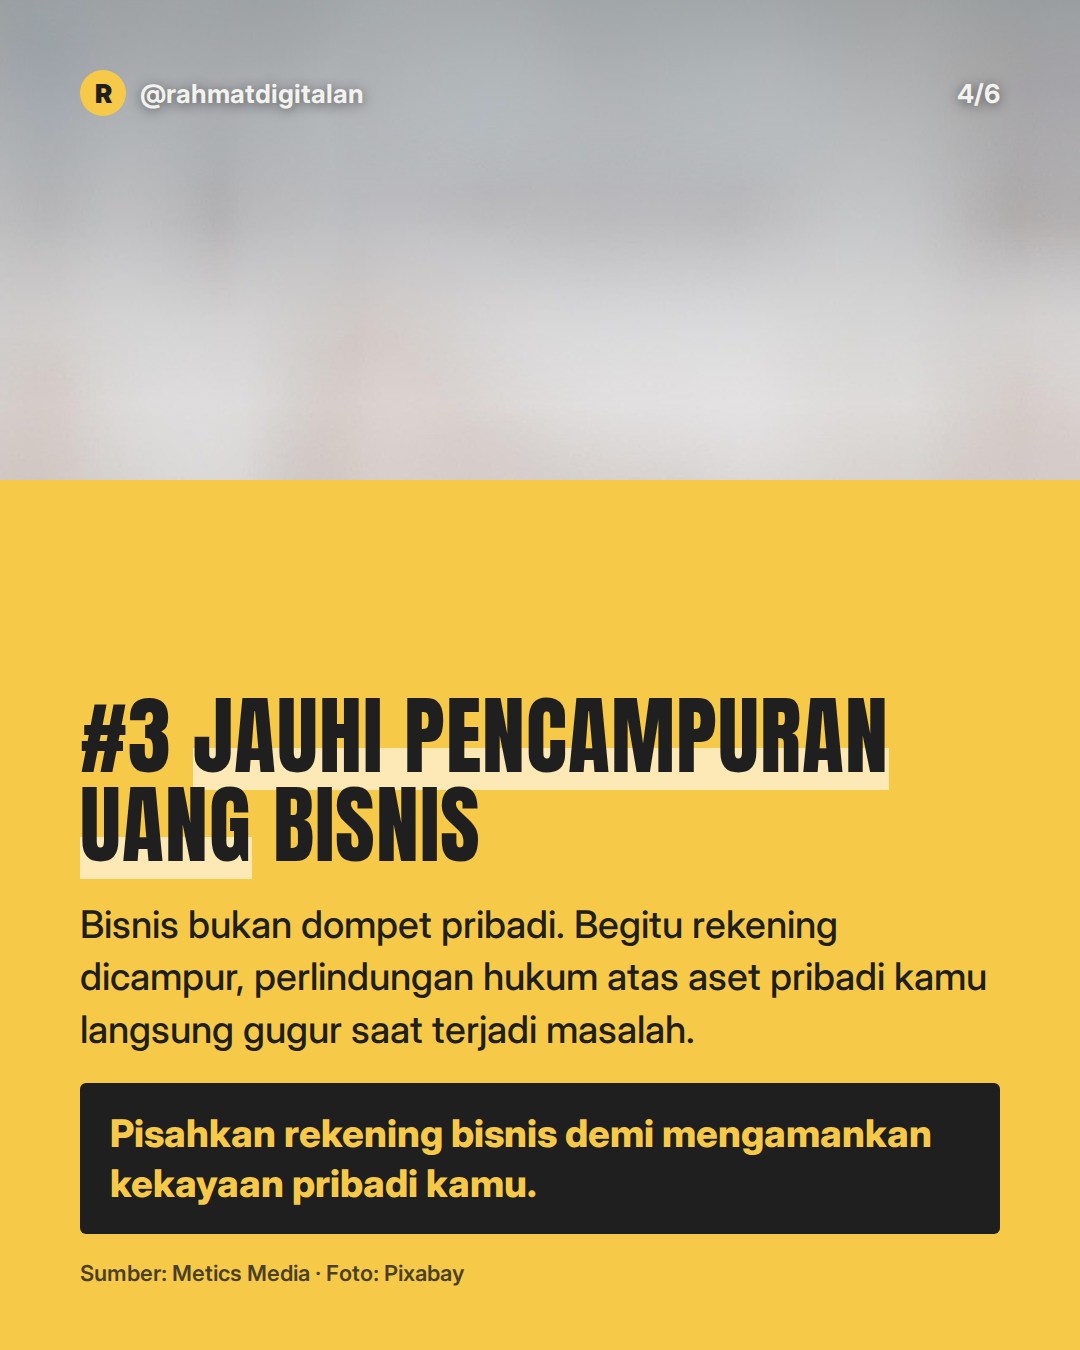 R @rahmatdigitalan 4/6
#3 JAUHI PENCAMPURAN
UANG BISNIS
Bisnis bukan dompet pribadi. Begitu rekening
dicampur, perlindungan hukum atas aset pribadi kamu
langsung gugur saat terjadi masalah.
Pisahkan rekening bisnis demi mengamankan
kekayaan pribadi kamu.
Sumber: Metics Media · Foto: Pixabay